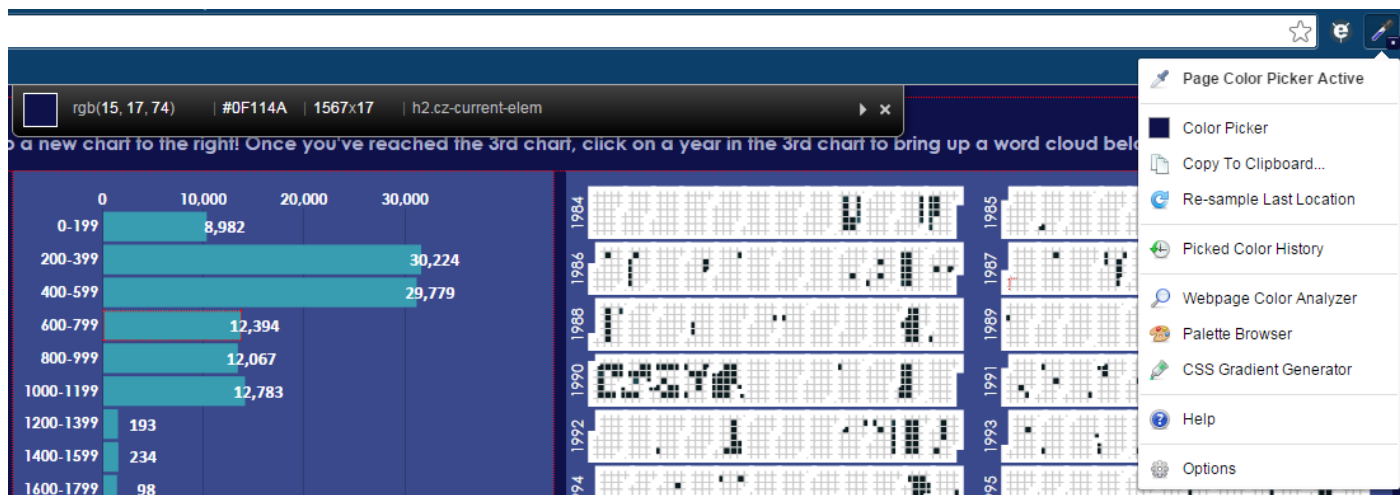 Page Color Picker Active
rgb(15, 17, 74) | #0F114A | 1567x17 | h2.cz-current-elem
Color Picker
a new chart to the right! Once you've reached the 3rd chart, click on a year in the 3rd chart to bring up a word cloud
Copy To Clipboard...
Re-sample Last Location
Picked Color History
Webpage Color Analyzer
Palette Browser
CSS Gradient Generator
Help
Options
0 10,000 20,000 30,000
0-199 8,982
200-399 30,224
400-599 29,779
600-799 12,394
800-999 12,067
1000-1199 12,783
1200-1399 193
1400-1599 234
1600-1799 98
1984 1985
1986 1987
1988 1989
1990 1991
1992 1993